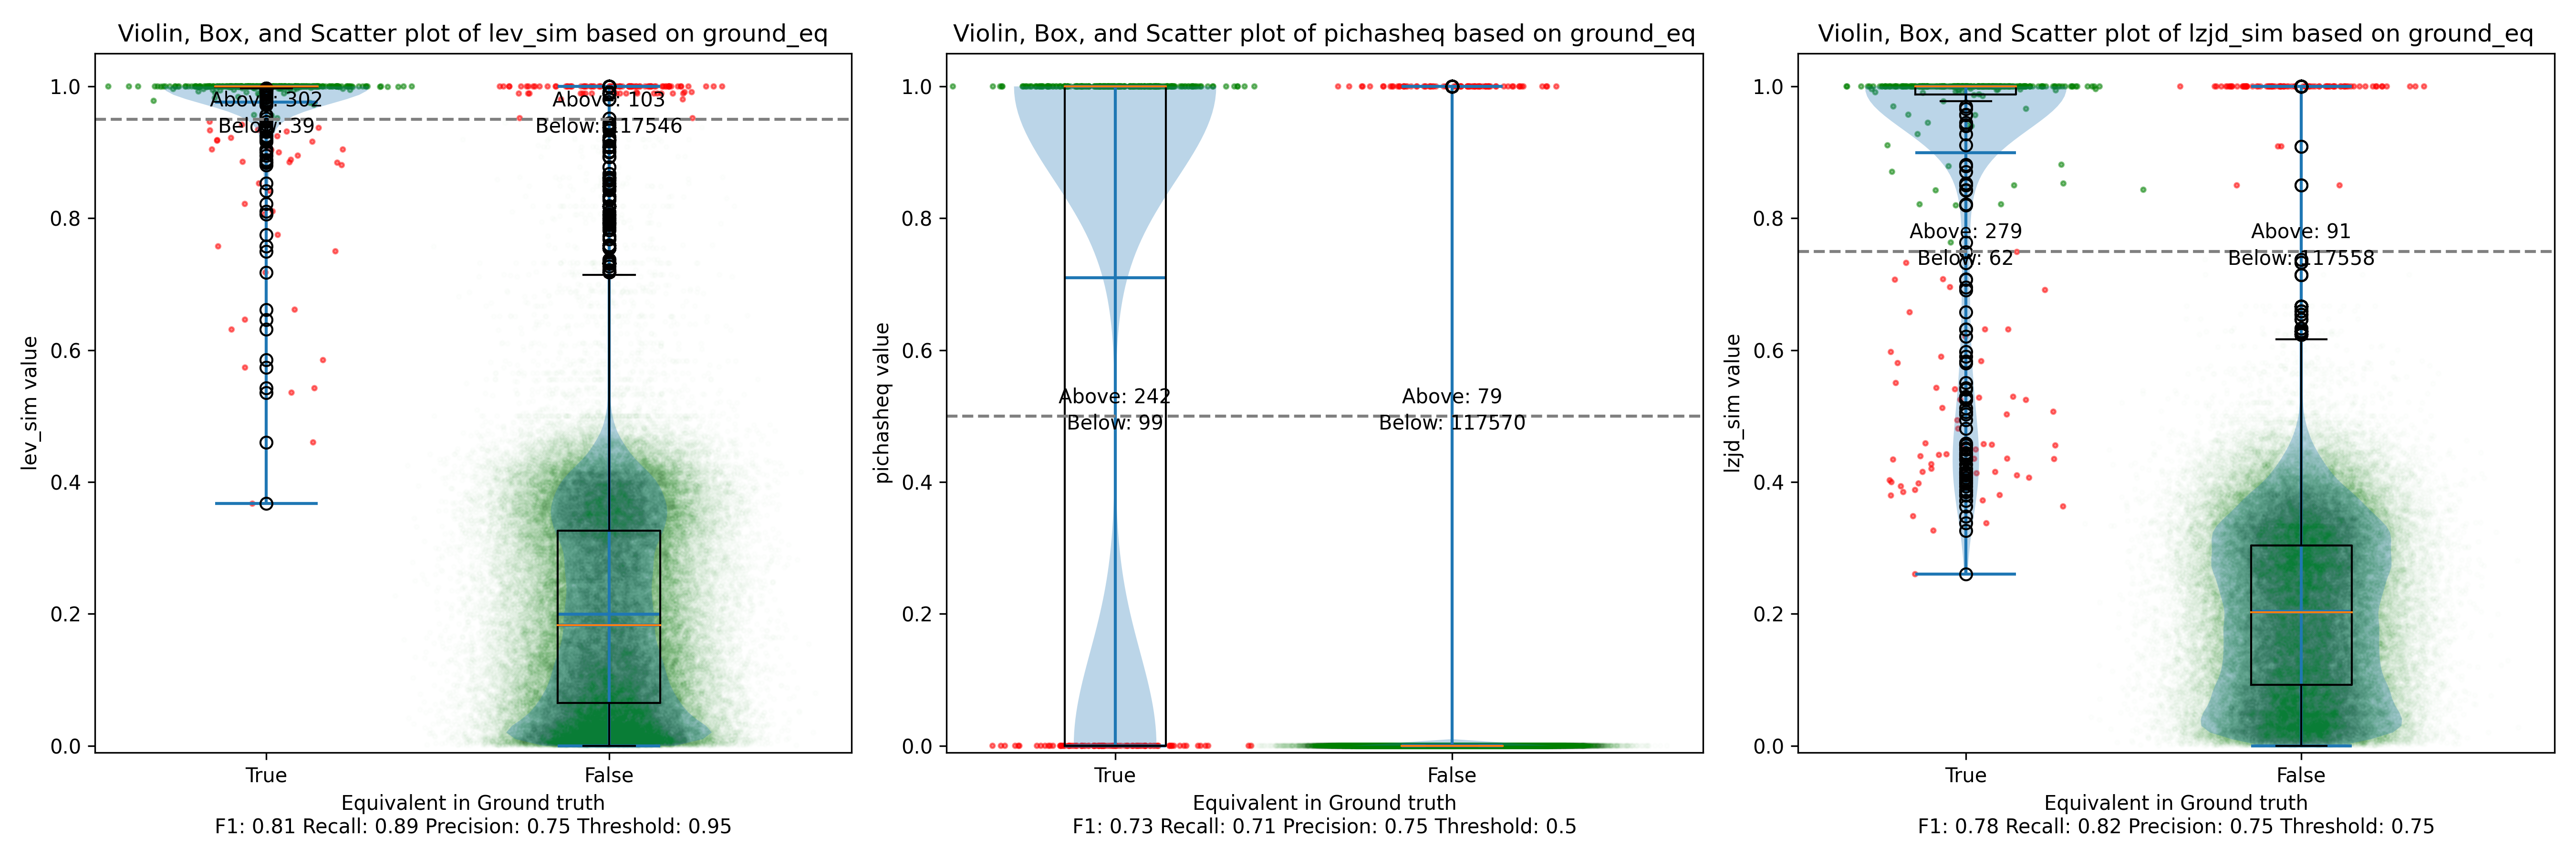 Violin, Box, and Scatter plot of lev_sim based on ground_eq
lev_sim value
1.0
0.8
0.6
0.4
0.2
0.0
Above: 302
Below: 39
Above: 103
Below: 117546
True
False
Equivalent in Ground truth
F1: 0.81 Recall: 0.89 Precision: 0.75 Threshold: 0.95
Violin, Box, and Scatter plot of pichasheq based on ground_eq
pichasheq value
1.0
0.8
0.6
0.4
0.2
0.0
Above: 242
Below: 99
Above: 79
Below: 117570
True
False
Equivalent in Ground truth
F1: 0.73 Recall: 0.71 Precision: 0.75 Threshold: 0.5
Violin, Box, and Scatter plot of lzjd_sim based on ground_eq
lzjd_sim value
1.0
0.8
0.6
0.4
0.2
0.0
Above: 279
Below: 62
Above: 91
Below: 117558
True
False
Equivalent in Ground truth
F1: 0.78 Recall: 0.82 Precision: 0.75 Threshold: 0.75